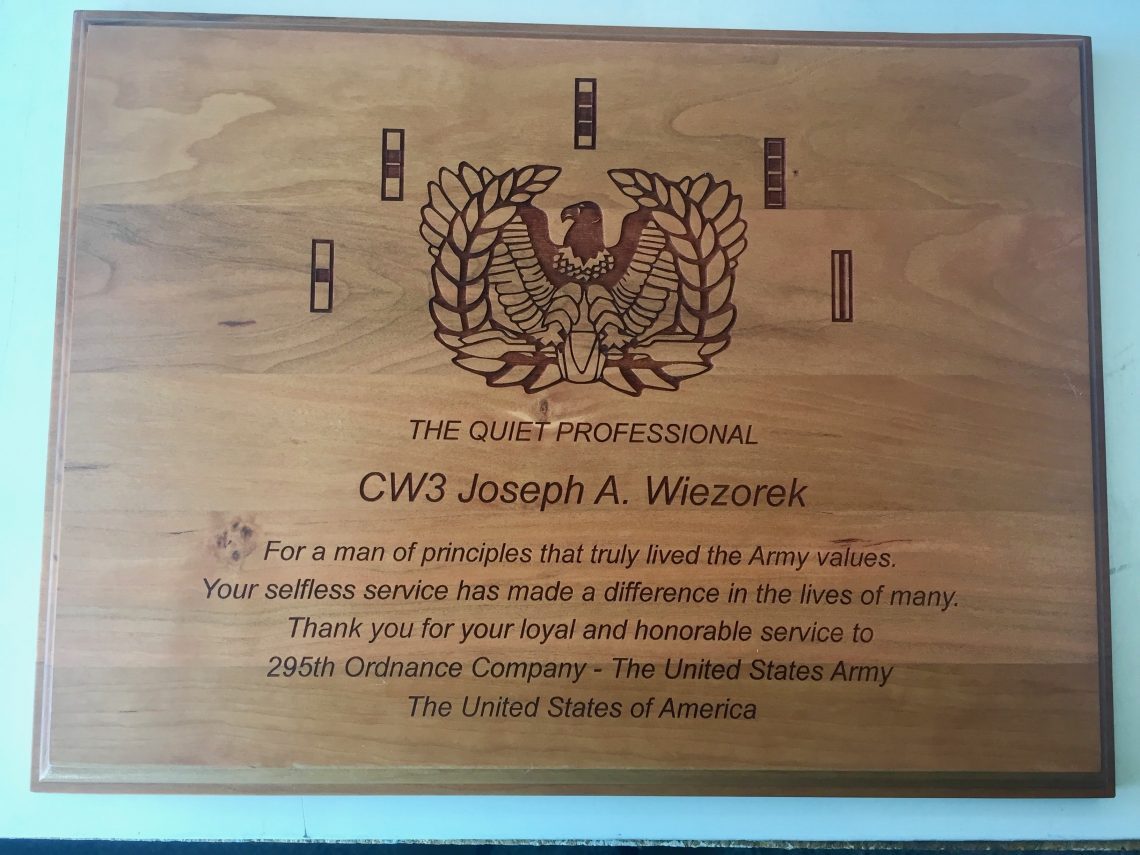 THE QUIET PROFESSIONAL
CW3 Joseph A. Wiezorek
For a man of principles that truly lived the Army values.
Your selfless service has made a difference in the lives of many.
Thank you for your loyal and honorable service to
295th Ordnance Company - The United States Army
The United States of America